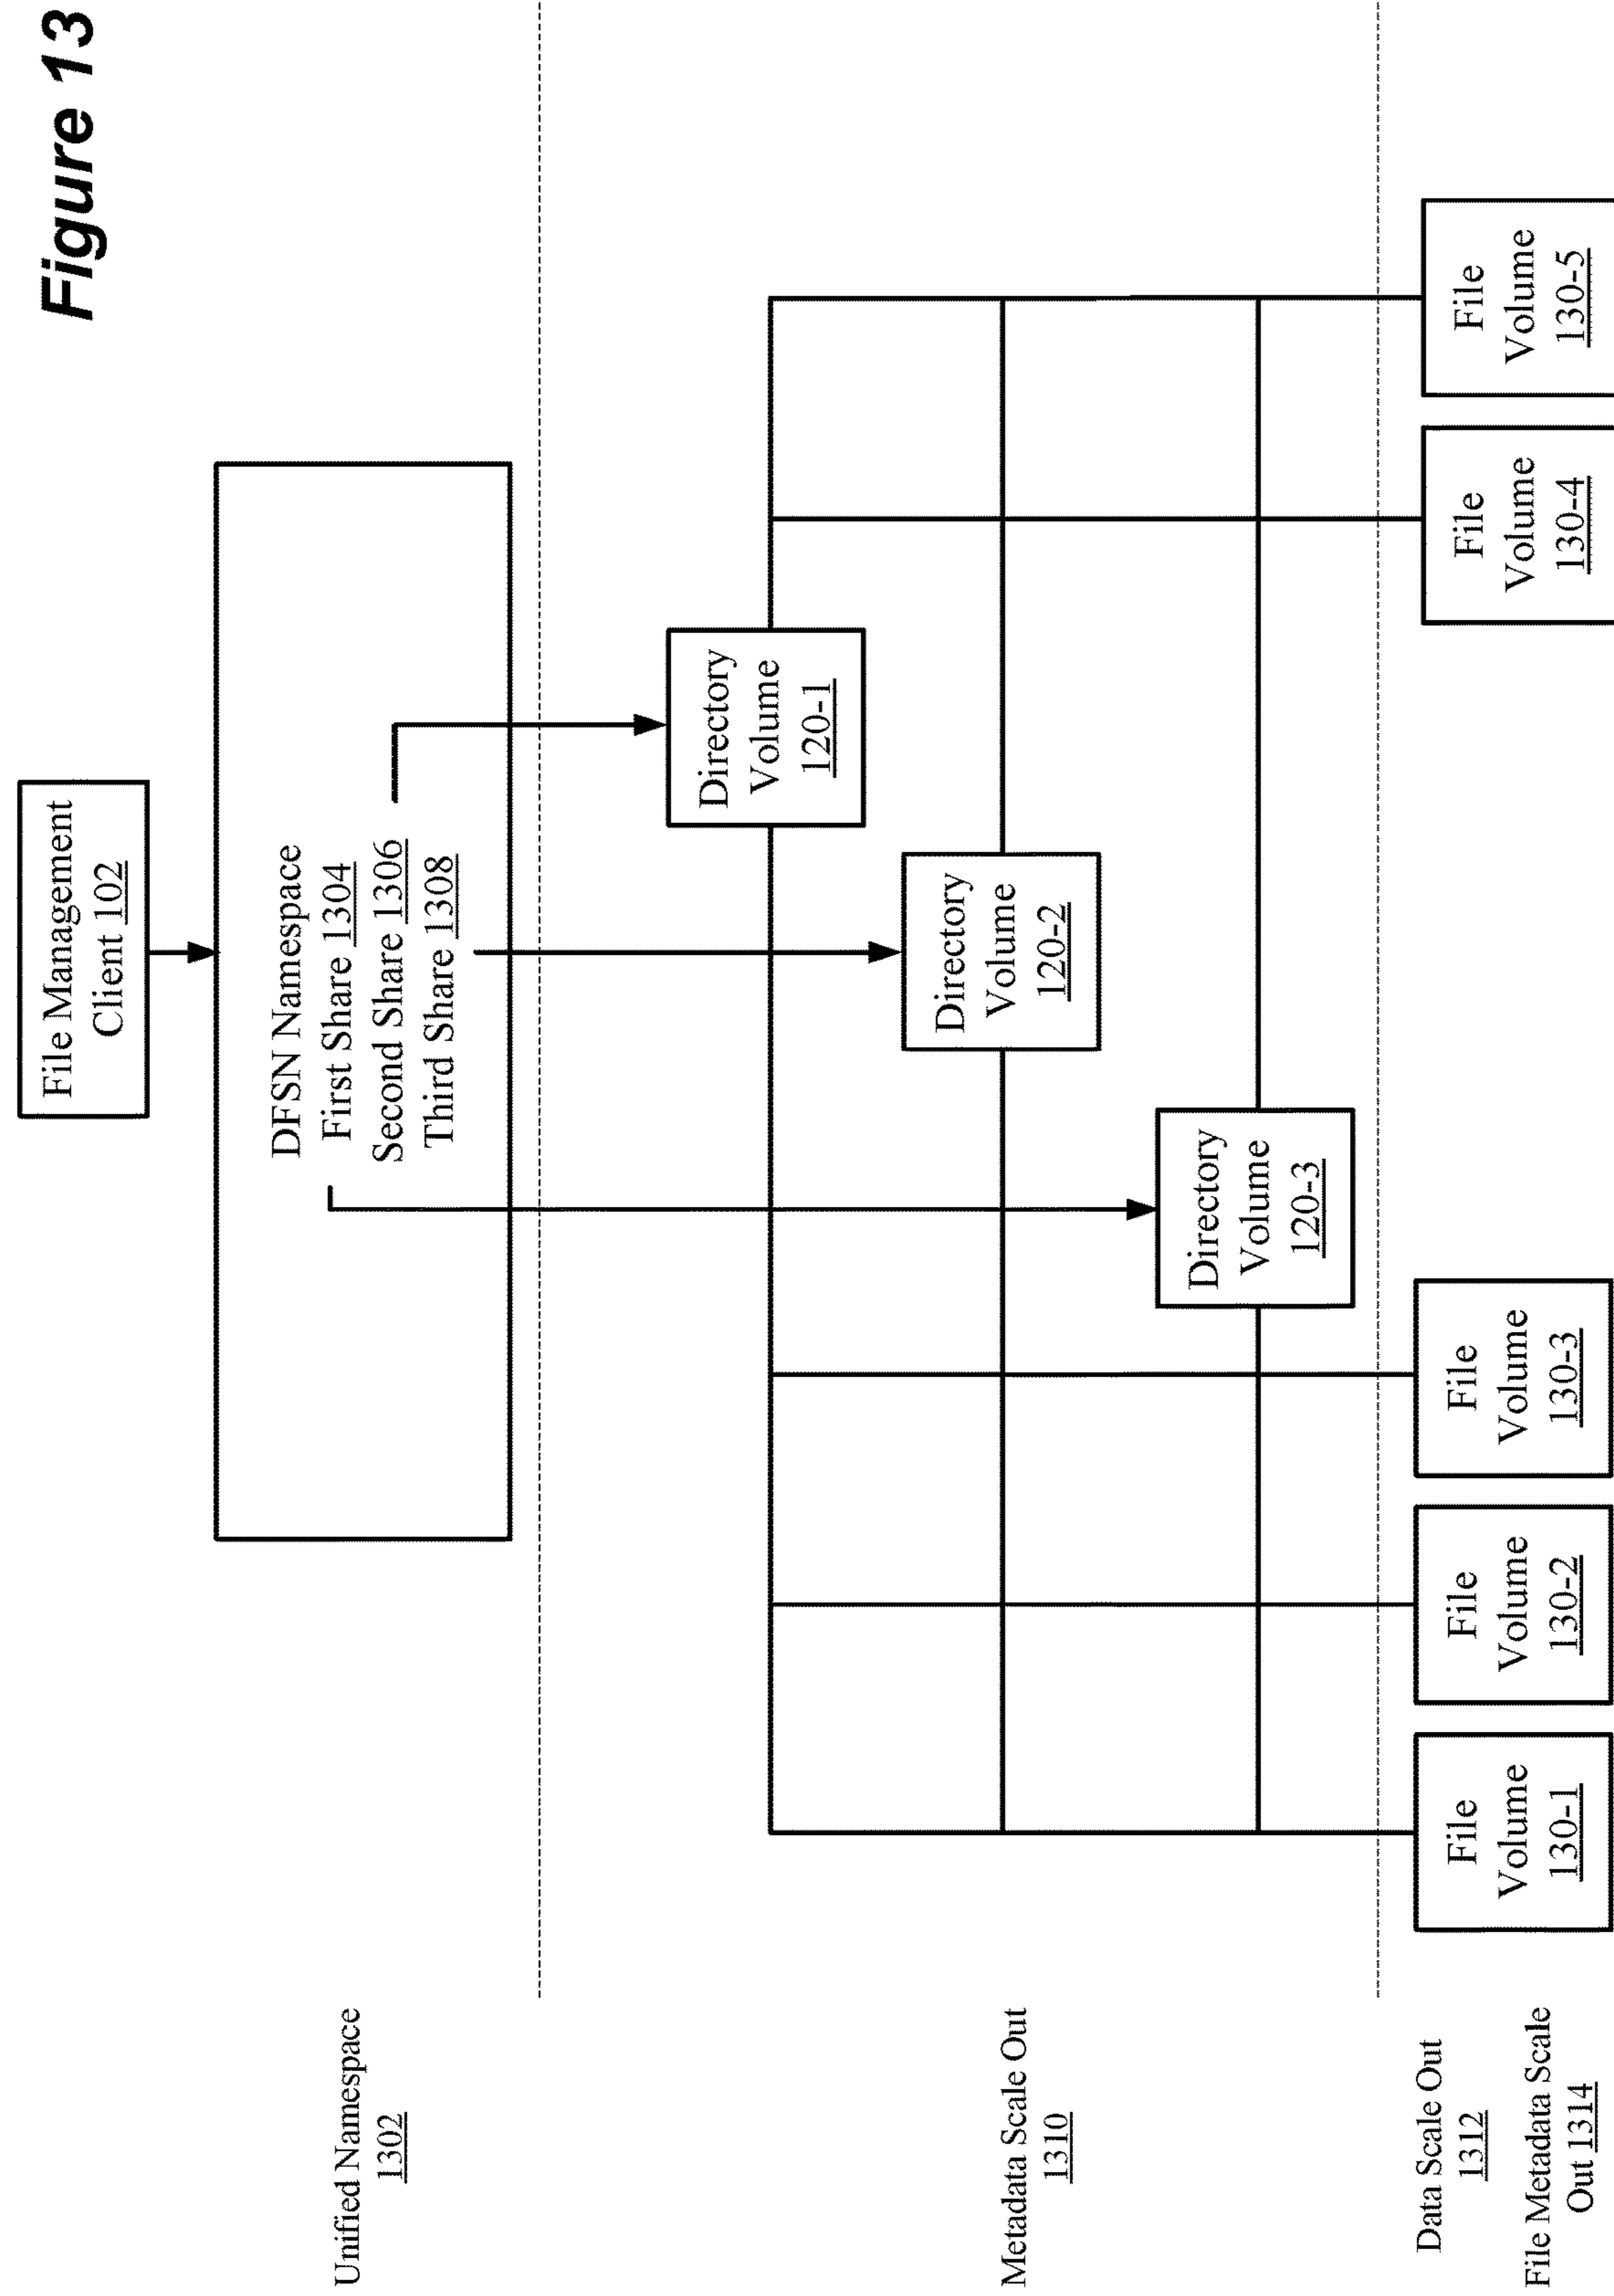 Figure 13
File Management
Client 102
DFSN Namespace
First Share 1304
Second Share 1306
Third Share 1308
Unified Namespace
1302
Directory
Volume
120-1
Directory
Volume
120-2
Directory
Volume
120-3
Metadata Scale Out
1310
File
Volume
130-1
File
Volume
130-2
File
Volume
130-3
File
Volume
130-4
File
Volume
130-5
Data Scale Out
1312
File Metadata Scale
Out 1314